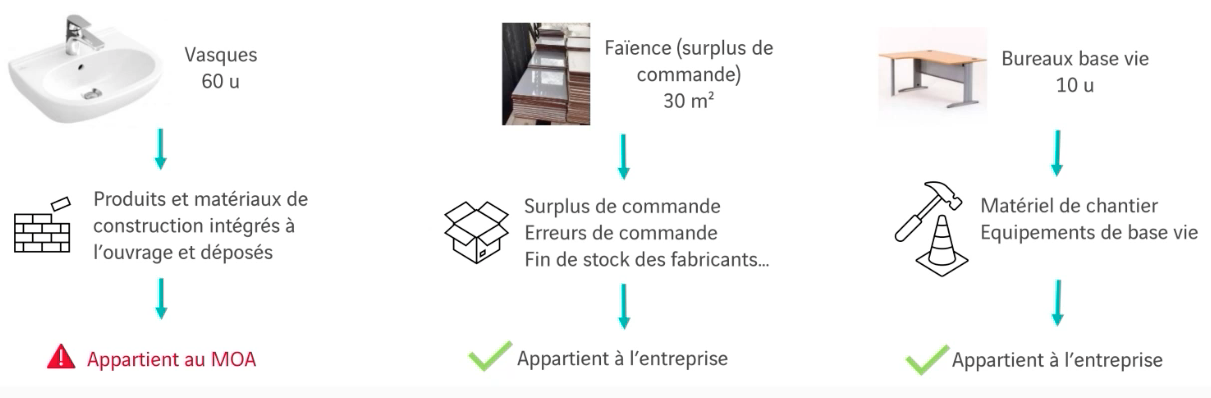 Vasques
60 u
Produits et matériaux de
construction intégrés à
l'ouvrage et déposés
Appartient au MOA
Faïence (surplus de
commande)
30 m²
Surplus de commande
Erreurs de commande
Fin de stock des fabricants...
Appartient à l'entreprise
Bureaux base vie
10 u
Matériel de chantier
Equipements de base vie
Appartient à l'entreprise